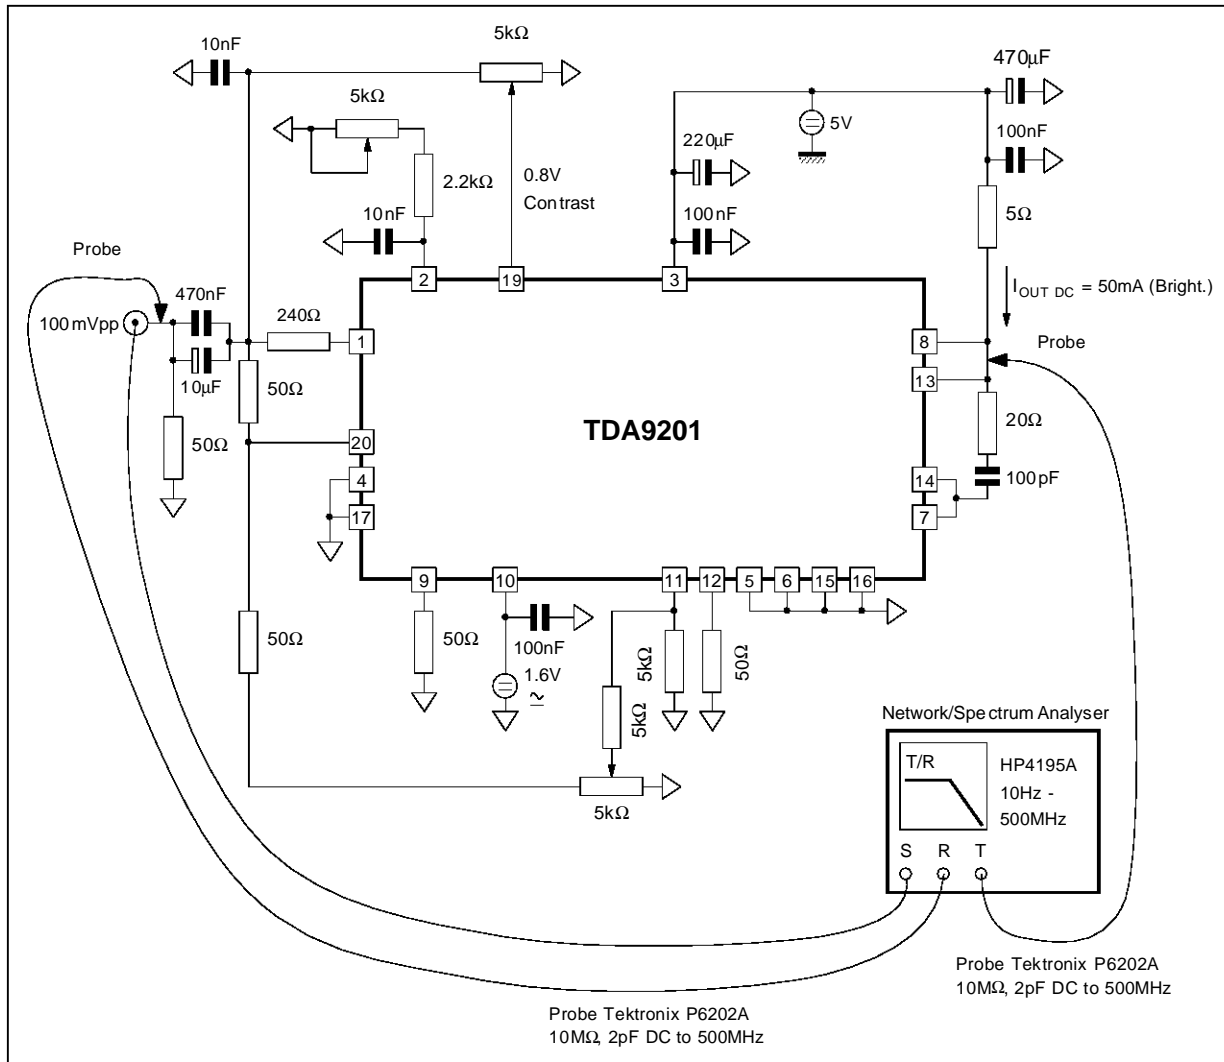 10nF
5kΩ
470µF
5kΩ
5V
220µF
100nF
2.2kΩ
0.8V
Contrast
10nF
100nF
5Ω
Probe
2
19
3
IOUT DC = 50mA (Bright.)
470nF
100mVpp
240Ω
1
8
Probe
10µF
50Ω
13
TDA9201
20Ω
50Ω
20
4
14
100pF
17
7
9
10
11
12
5
6
15
16
50Ω
50Ω
100nF
5kΩ
50Ω
1.6V
5kΩ
Network/Spectrum Analyser
T/R
HP4195A
10Hz -
500MHz
5kΩ
S R T
Probe Tektronix P6202A
10MΩ, 2pF DC to 500MHz
Probe Tektronix P6202A
10MΩ, 2pF DC to 500MHz